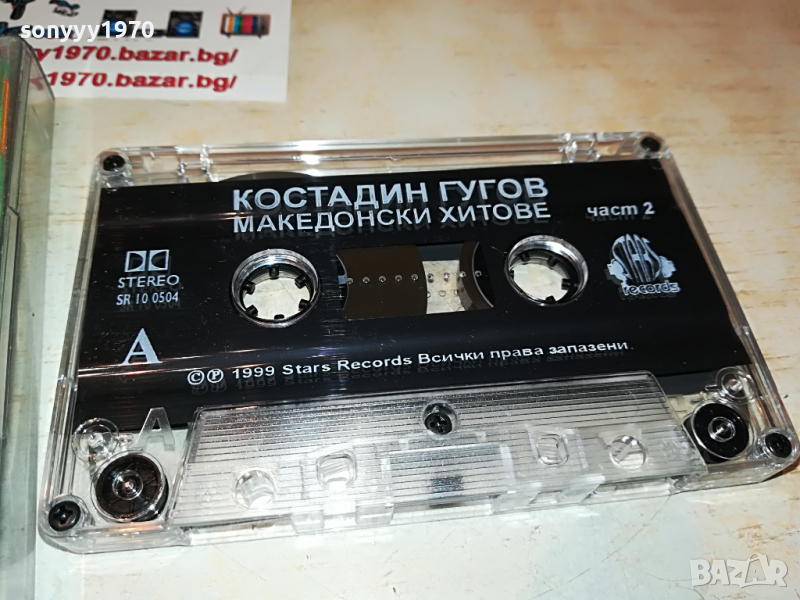 sonyyy1970
y1970.bazar.bg/
1970.bazar.bg/
КОСТАДИН ГУГОВ
МАКЕДОНСКИ ХИТОВЕ част 2
STEREO
SR 10 0504
STARS
records
A
©℗ 1999 Stars Records Всички права запазени.
A
BAZAR